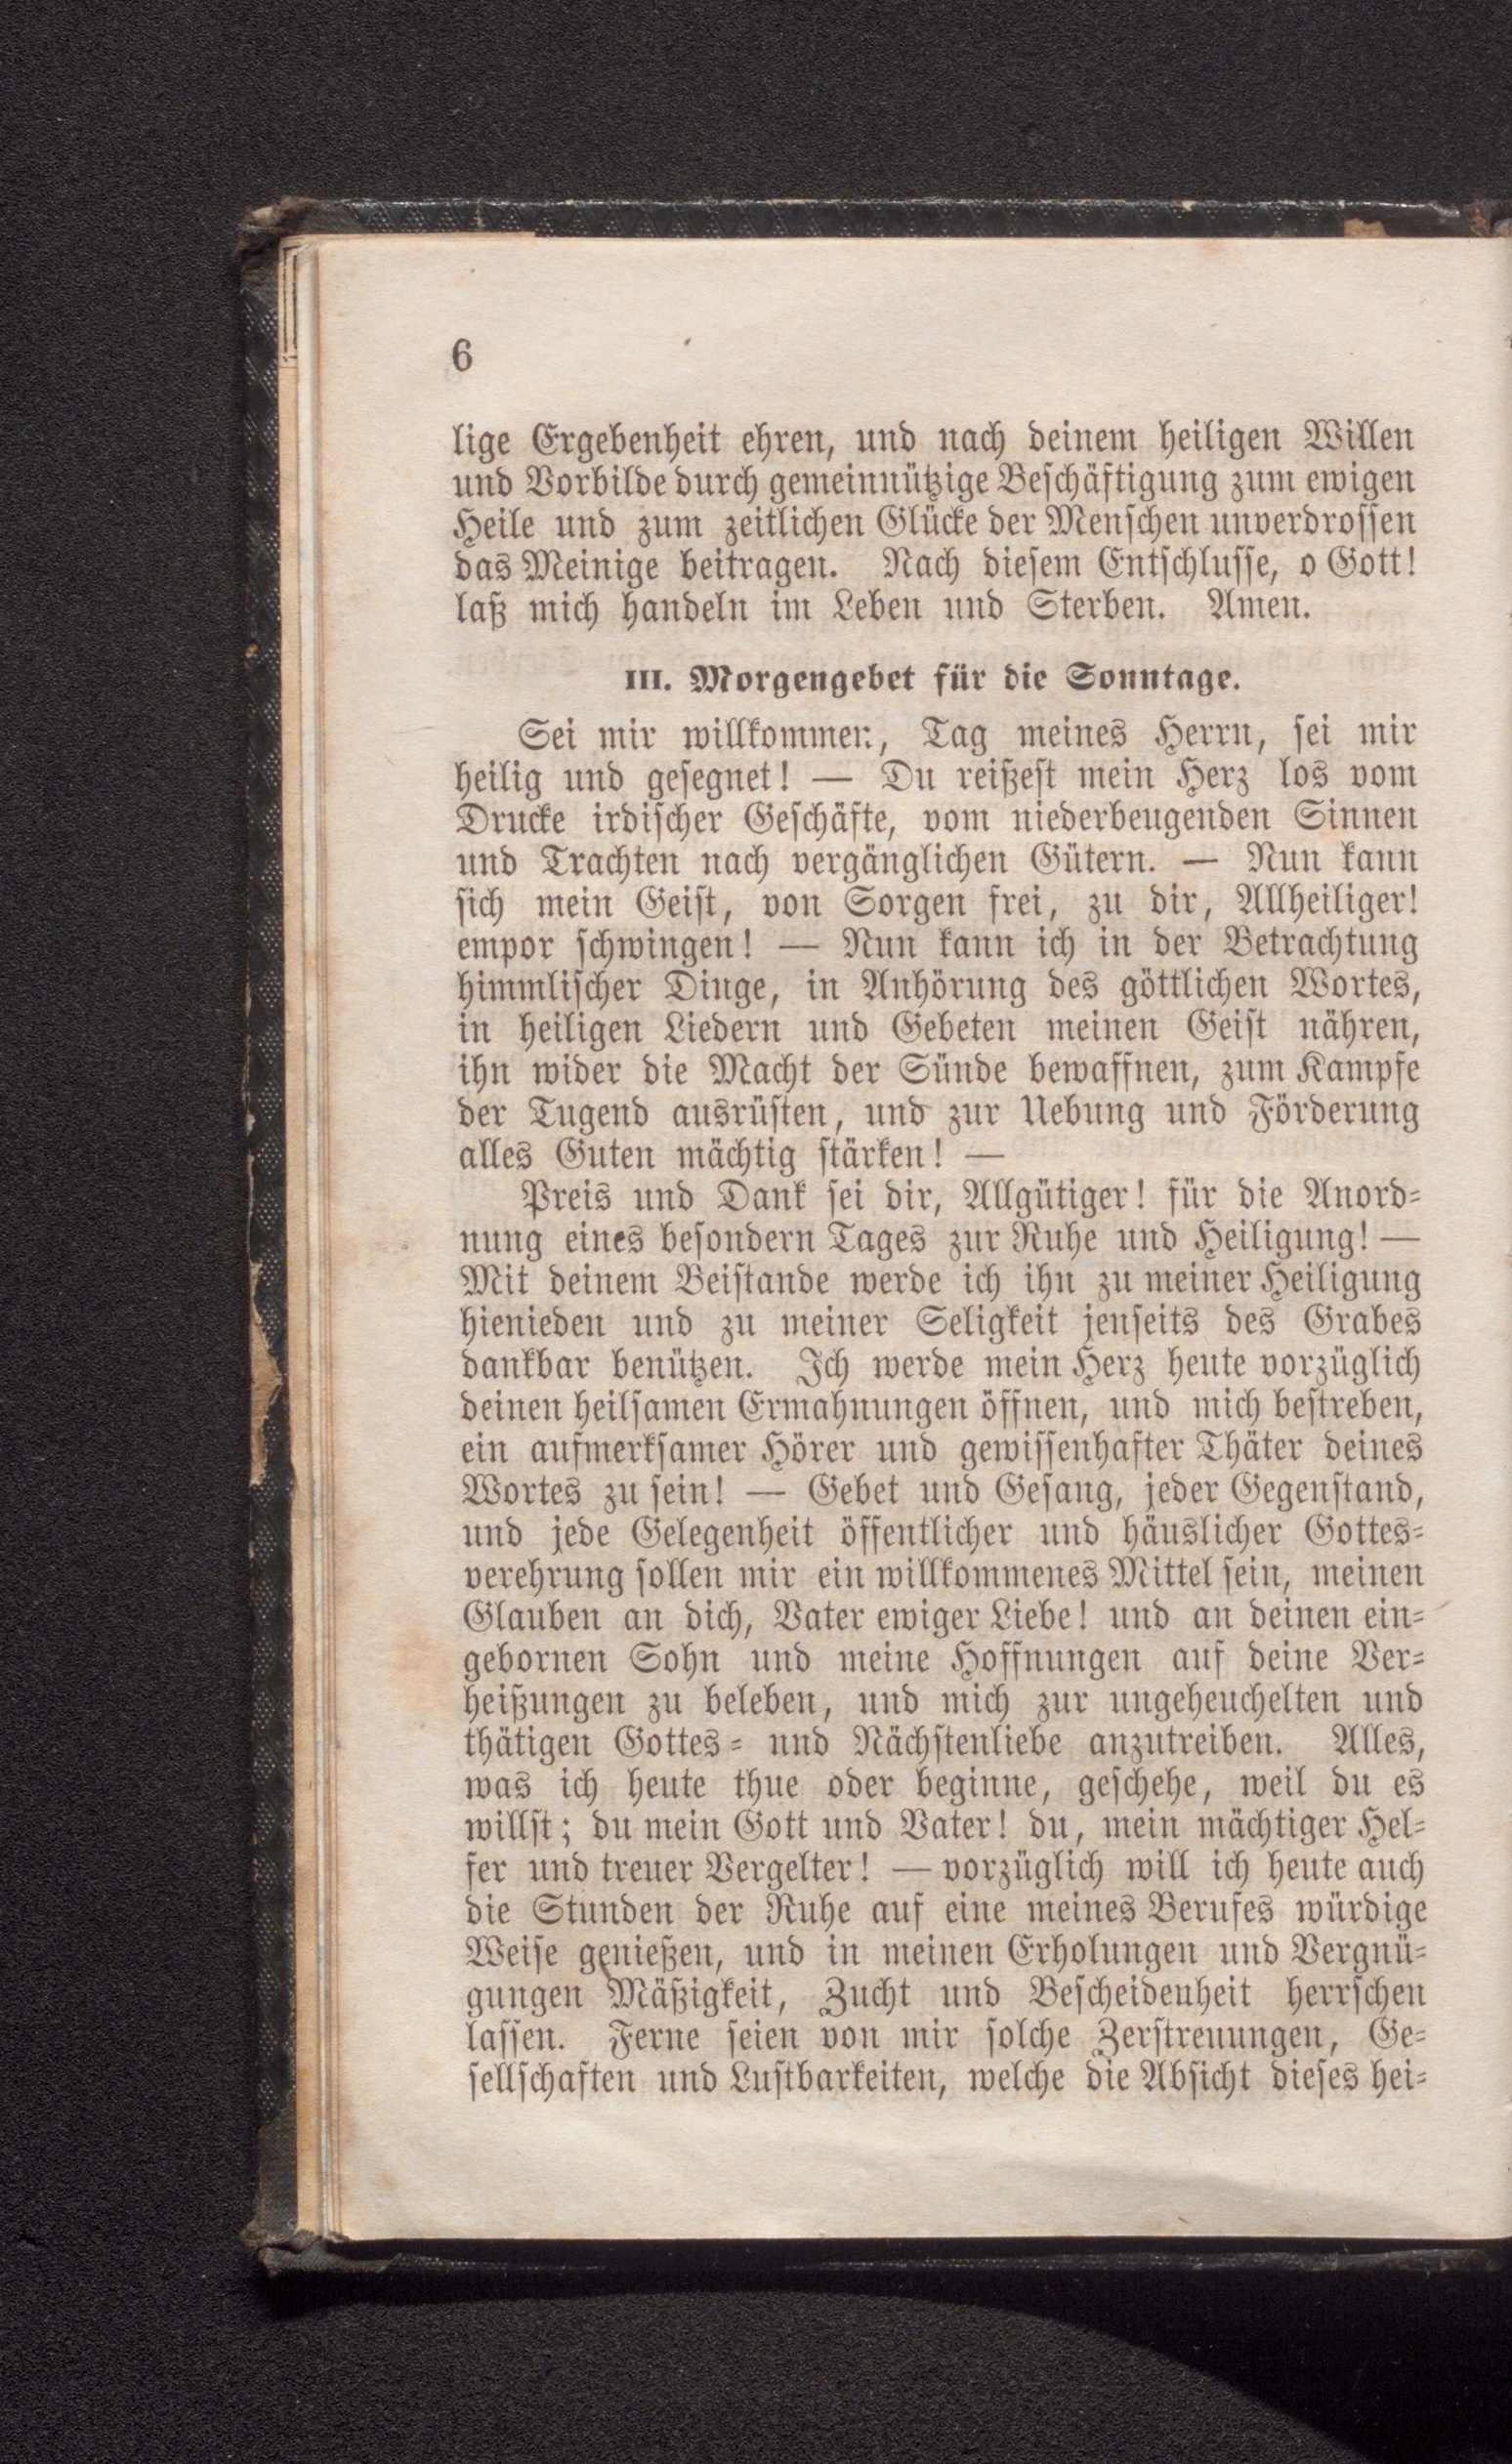 6
lige Ergebenheit ehren, und nach deinem heiligen Willen
und Vorbilde durch gemeinnützige Beschäftigung zum ewigen
Heile und zum zeitlichen Glücke der Menschen unverdrossen
das Meinige beitragen. Nach diesem Entschlusse, o Gott!
laß mich handeln im Leben und Sterben. Amen.
III. Morgengebet für die Sonntage.
Sei mir willkommen, Tag meines Herrn, sei mir
heilig und gesegnet! — Du reißest mein Herz los vom
Drucke irdischer Geschäfte, vom niederbeugenden Sinnen
und Trachten nach vergänglichen Gütern. — Nun kann
sich mein Geist, von Sorgen frei, zu dir, Allheiliger!
empor schwingen! — Nun kann ich in der Betrachtung
himmlischer Dinge, in Anhörung des göttlichen Wortes,
in heiligen Liedern und Gebeten meinen Geist nähren,
ihn wider die Macht der Sünde bewaffnen, zum Kampfe
der Tugend ausrüsten, und zur Uebung und Förderung
alles Guten mächtig stärken! —
Preis und Dank sei dir, Allgütiger! für die Anord-
nung eines besondern Tages zur Ruhe und Heiligung! —
Mit deinem Beistande werde ich ihn zu meiner Heiligung
hienieden und zu meiner Seligkeit jenseits des Grabes
dankbar benützen. Ich werde mein Herz heute vorzüglich
deinen heilsamen Ermahnungen öffnen, und mich bestreben,
ein aufmerksamer Hörer und gewissenhafter Thäter deines
Wortes zu sein! — Gebet und Gesang, jeder Gegenstand,
und jede Gelegenheit öffentlicher und häuslicher Gottes-
verehrung sollen mir ein willkommenes Mittel sein, meinen
Glauben an dich, Vater ewiger Liebe! und an deinen ein-
gebornen Sohn und meine Hoffnungen auf deine Ver-
heißungen zu beleben, und mich zur ungeheuchelten und
thätigen Gottes- nnd Nächstenliebe anzutreiben. Alles,
was ich heute thue oder beginne, geschehe, weil du es
willst; du mein Gott und Vater! du, mein mächtiger Hel-
fer und treuer Vergelter! — vorzüglich will ich heute auch
die Stunden der Ruhe auf eine meines Berufes würdige
Weise genießen, und in meinen Erholungen und Vergnü-
gungen Mäßigkeit, Zucht und Bescheidenheit herrschen
lassen. Ferne seien von mir solche Zerstreuungen, Ge-
sellschaften und Lustbarkeiten, welche die Absicht dieses hei-